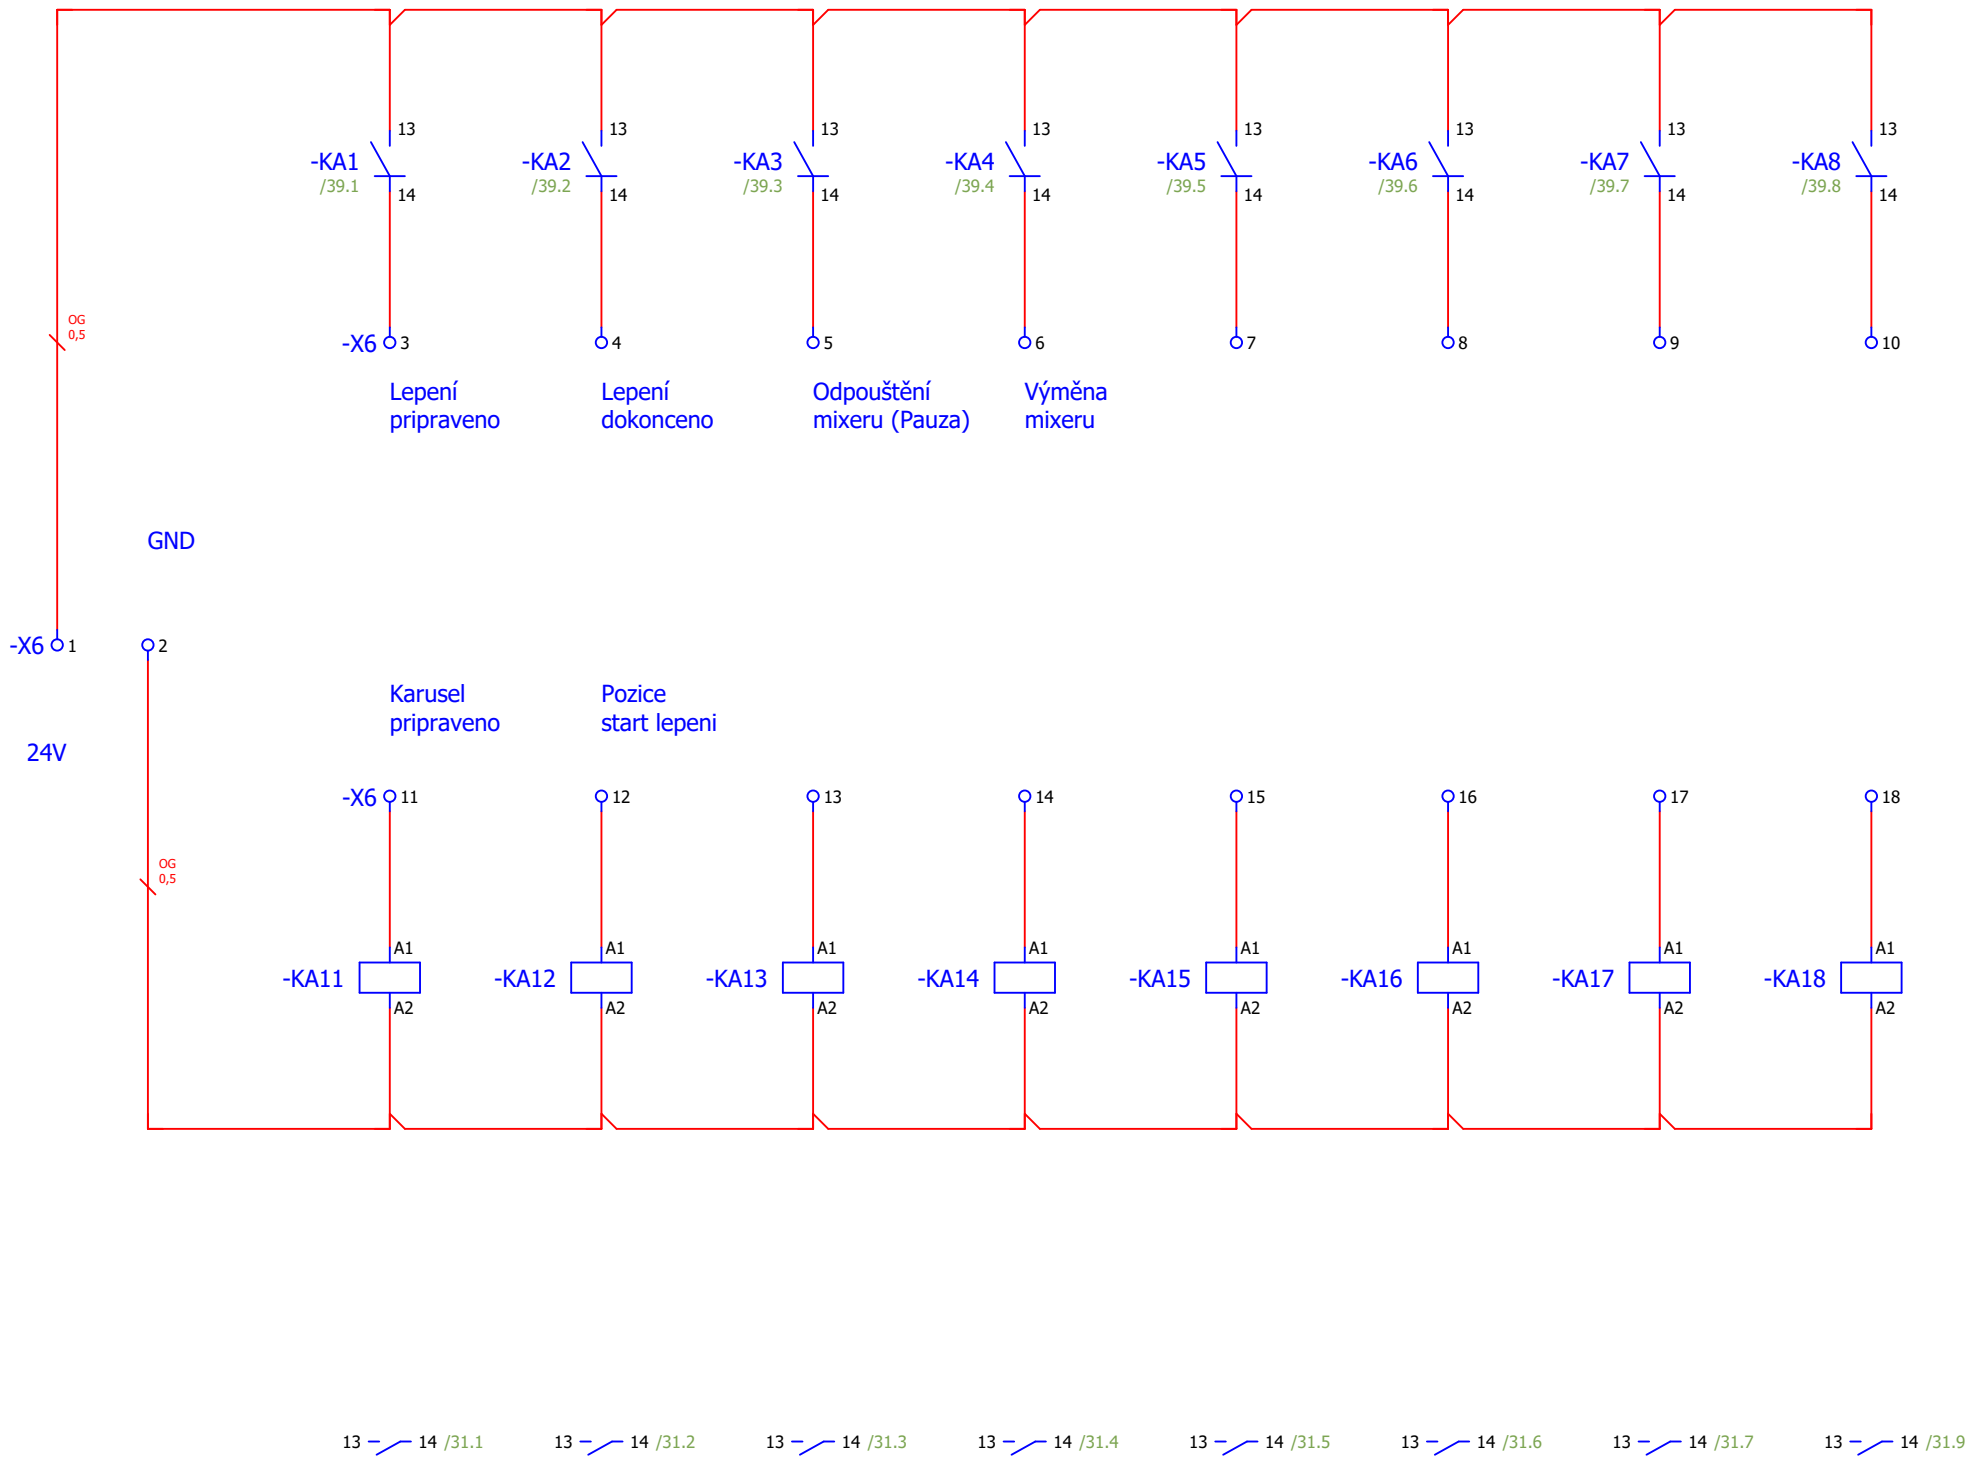 13 13 13 13 13 13 13 13
-KA1 -KA2 -KA3 -KA4 -KA5 -KA6 -KA7 -KA8
/39.1 /39.2 /39.3 /39.4 /39.5 /39.6 /39.7 /39.8
14 14 14 14 14 14 14 14
OG
0,5
-X6 3 4 5 6 7 8 9 10
Lepení
pripraveno
Lepení
dokonceno
Odpouštění
mixeru (Pauza)
Výměna
mixeru
GND
-X6 1 2
Karusel
pripraveno
Pozice
start lepeni
24V
-X6 11 12 13 14 15 16 17 18
OG
0,5
A1 A1 A1 A1 A1 A1 A1 A1
-KA11 -KA12 -KA13 -KA14 -KA15 -KA16 -KA17 -KA18
A2 A2 A2 A2 A2 A2 A2 A2
13 14 /31.1 13 14 /31.2 13 14 /31.3 13 14 /31.4 13 14 /31.5 13 14 /31.6 13 14 /31.7 13 14 /31.9